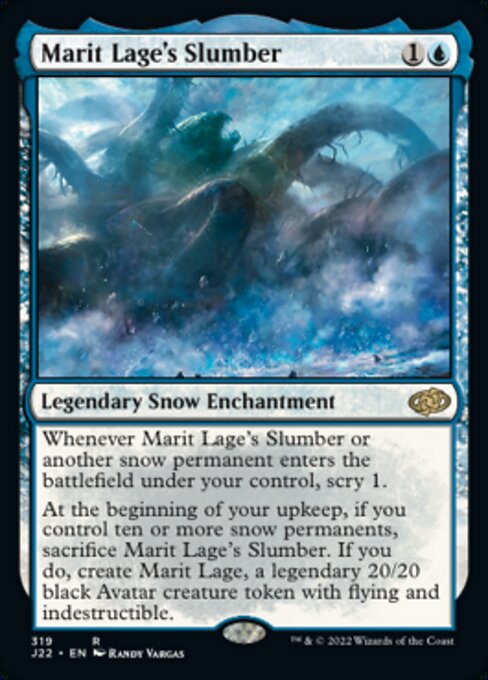 Marit Lage's Slumber 1
Legendary Snow Enchantment
Whenever Marit Lage's Slumber or
another snow permanent enters the
battlefield under your control, scry 1.
At the beginning of your upkeep, if you
control ten or more snow permanents,
sacrifice Marit Lage's Slumber. If you
do, create Marit Lage, a legendary 20/20
black Avatar creature token with flying and
indestructible.
319 R
J22 • EN Randy Vargas
™ & © 2022 Wizards of the Coast